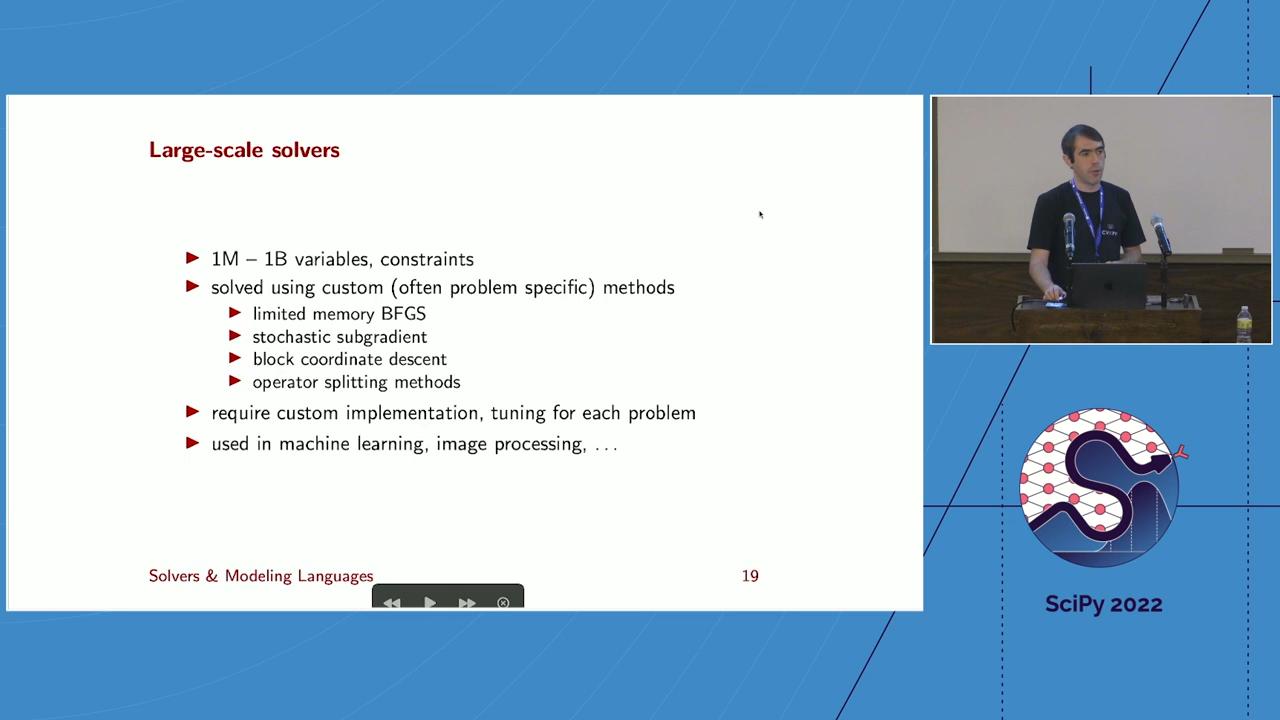 Large-scale solvers
1M – 1B variables, constraints
solved using custom (often problem specific) methods
limited memory BFGS
stochastic subgradient
block coordinate descent
operator splitting methods
require custom implementation, tuning for each problem
used in machine learning, image processing, . . .
Solvers & Modeling Languages
19
SciPy 2022